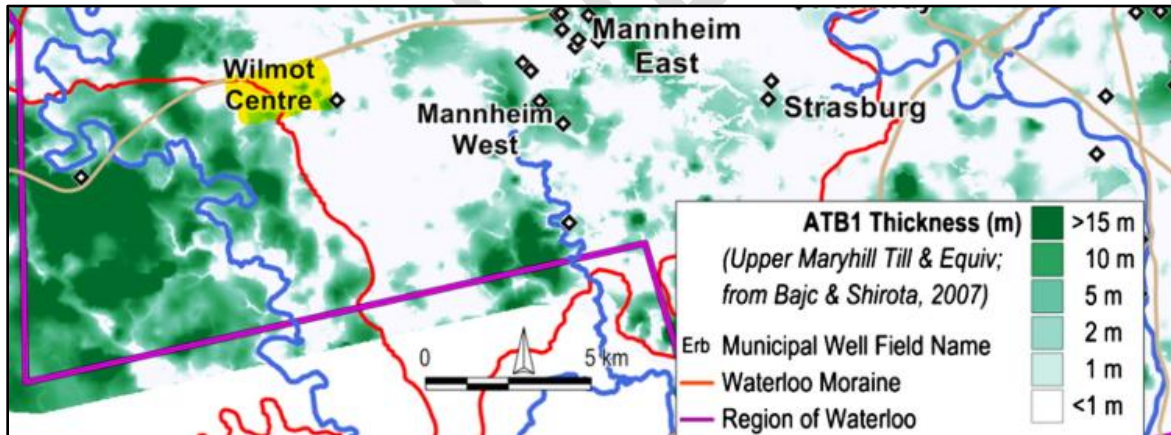 Mannheim
East
Wilmot
Centre
Mannheim
West
Strasburg
0
5 km
ATB1 Thickness (m)
(Upper Maryhill Till & Equiv;
from Bajc & Shirota, 2007)
Erb Municipal Well Field Name
Waterloo Moraine
Region of Waterloo
>15 m
10 m
5 m
2 m
1 m
<1 m